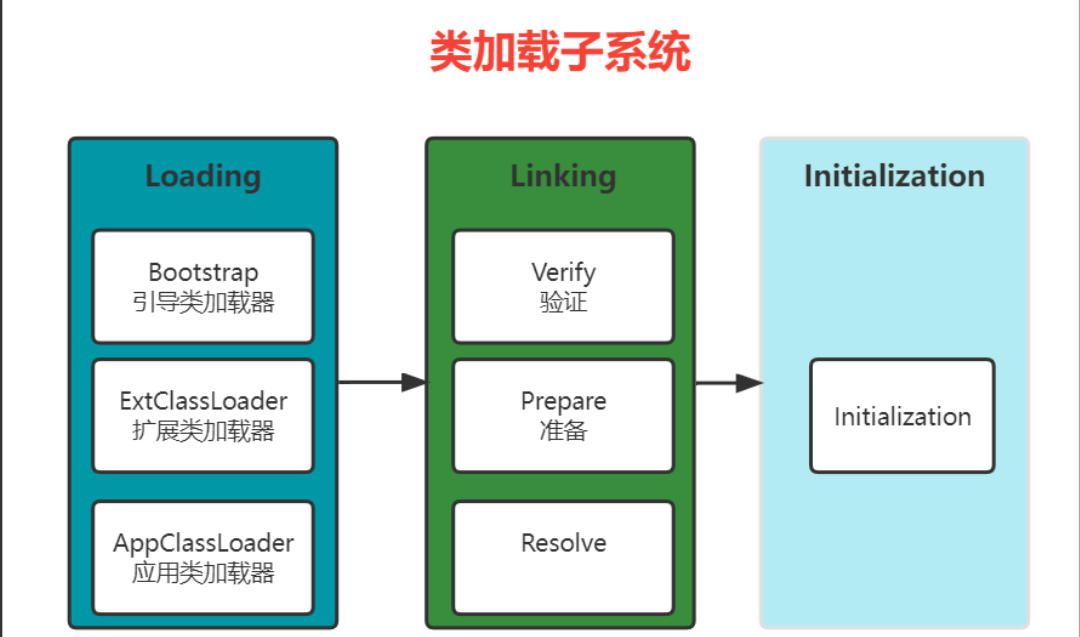 类加载子系统
Loading
Bootstrap
引导类加载器
ExtClassLoader
扩展类加载器
AppClassLoader
应用类加载器
Linking
Verify
验证
Prepare
准备
Resolve
Initialization
Initialization